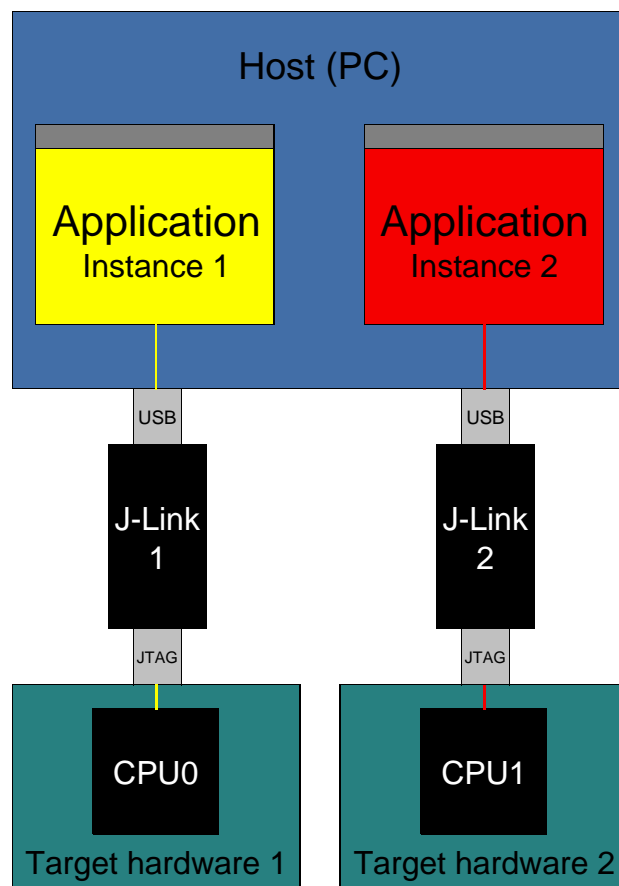 Host (PC)
Application
Instance 1
Application
Instance 2
USB
USB
J-Link
1
J-Link
2
JTAG
JTAG
CPU0
CPU1
Target hardware 1
Target hardware 2